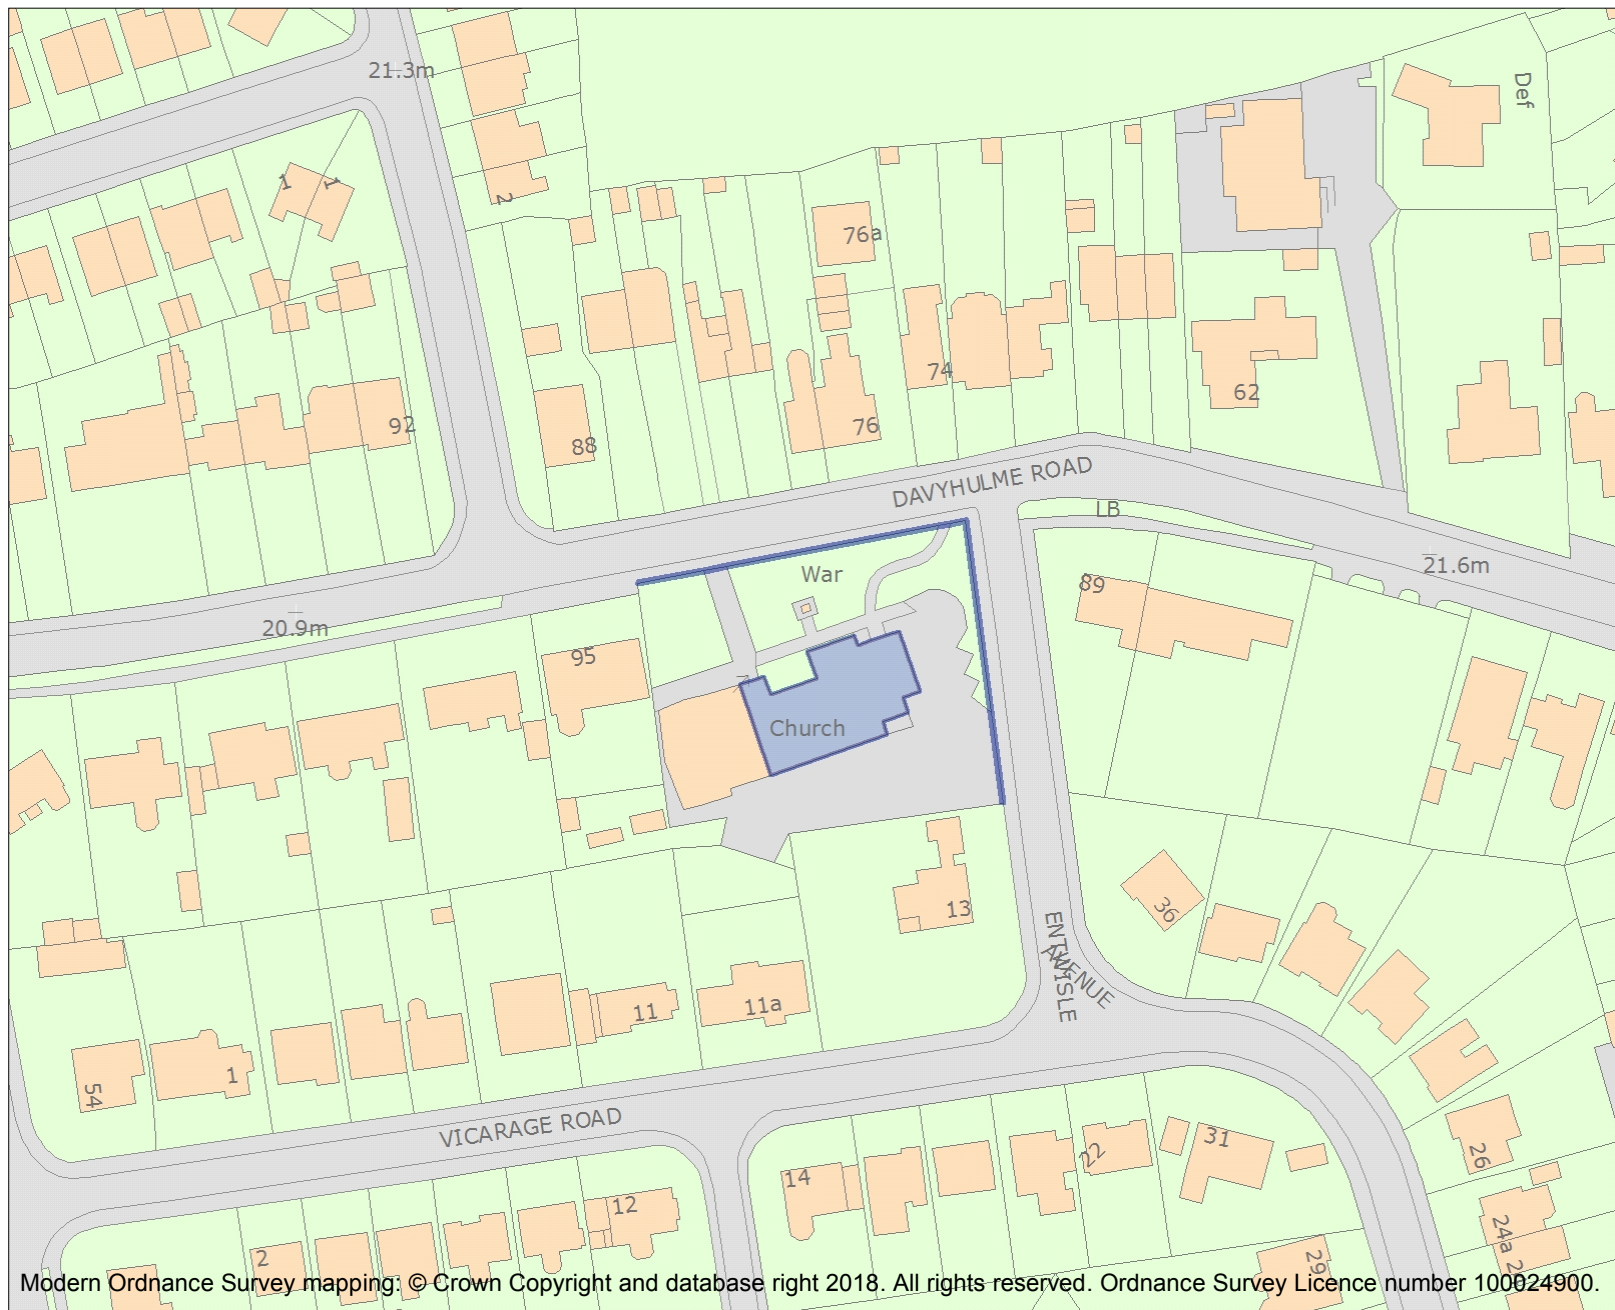 21.3m
Def
1
1
2
76a
74
62
92
88
76
DAVYHULME ROAD
LB
21.6m
War
89
20.9m
95
Church
13
36
ENTWISLE
AVENUE
11
11a
54
1
VICARAGE ROAD
31
22
26
14
12
24a
2
29
Modern Ordnance Survey mapping: © Crown Copyright and database right 2018. All rights reserved. Ordnance Survey Licence number 100024900.